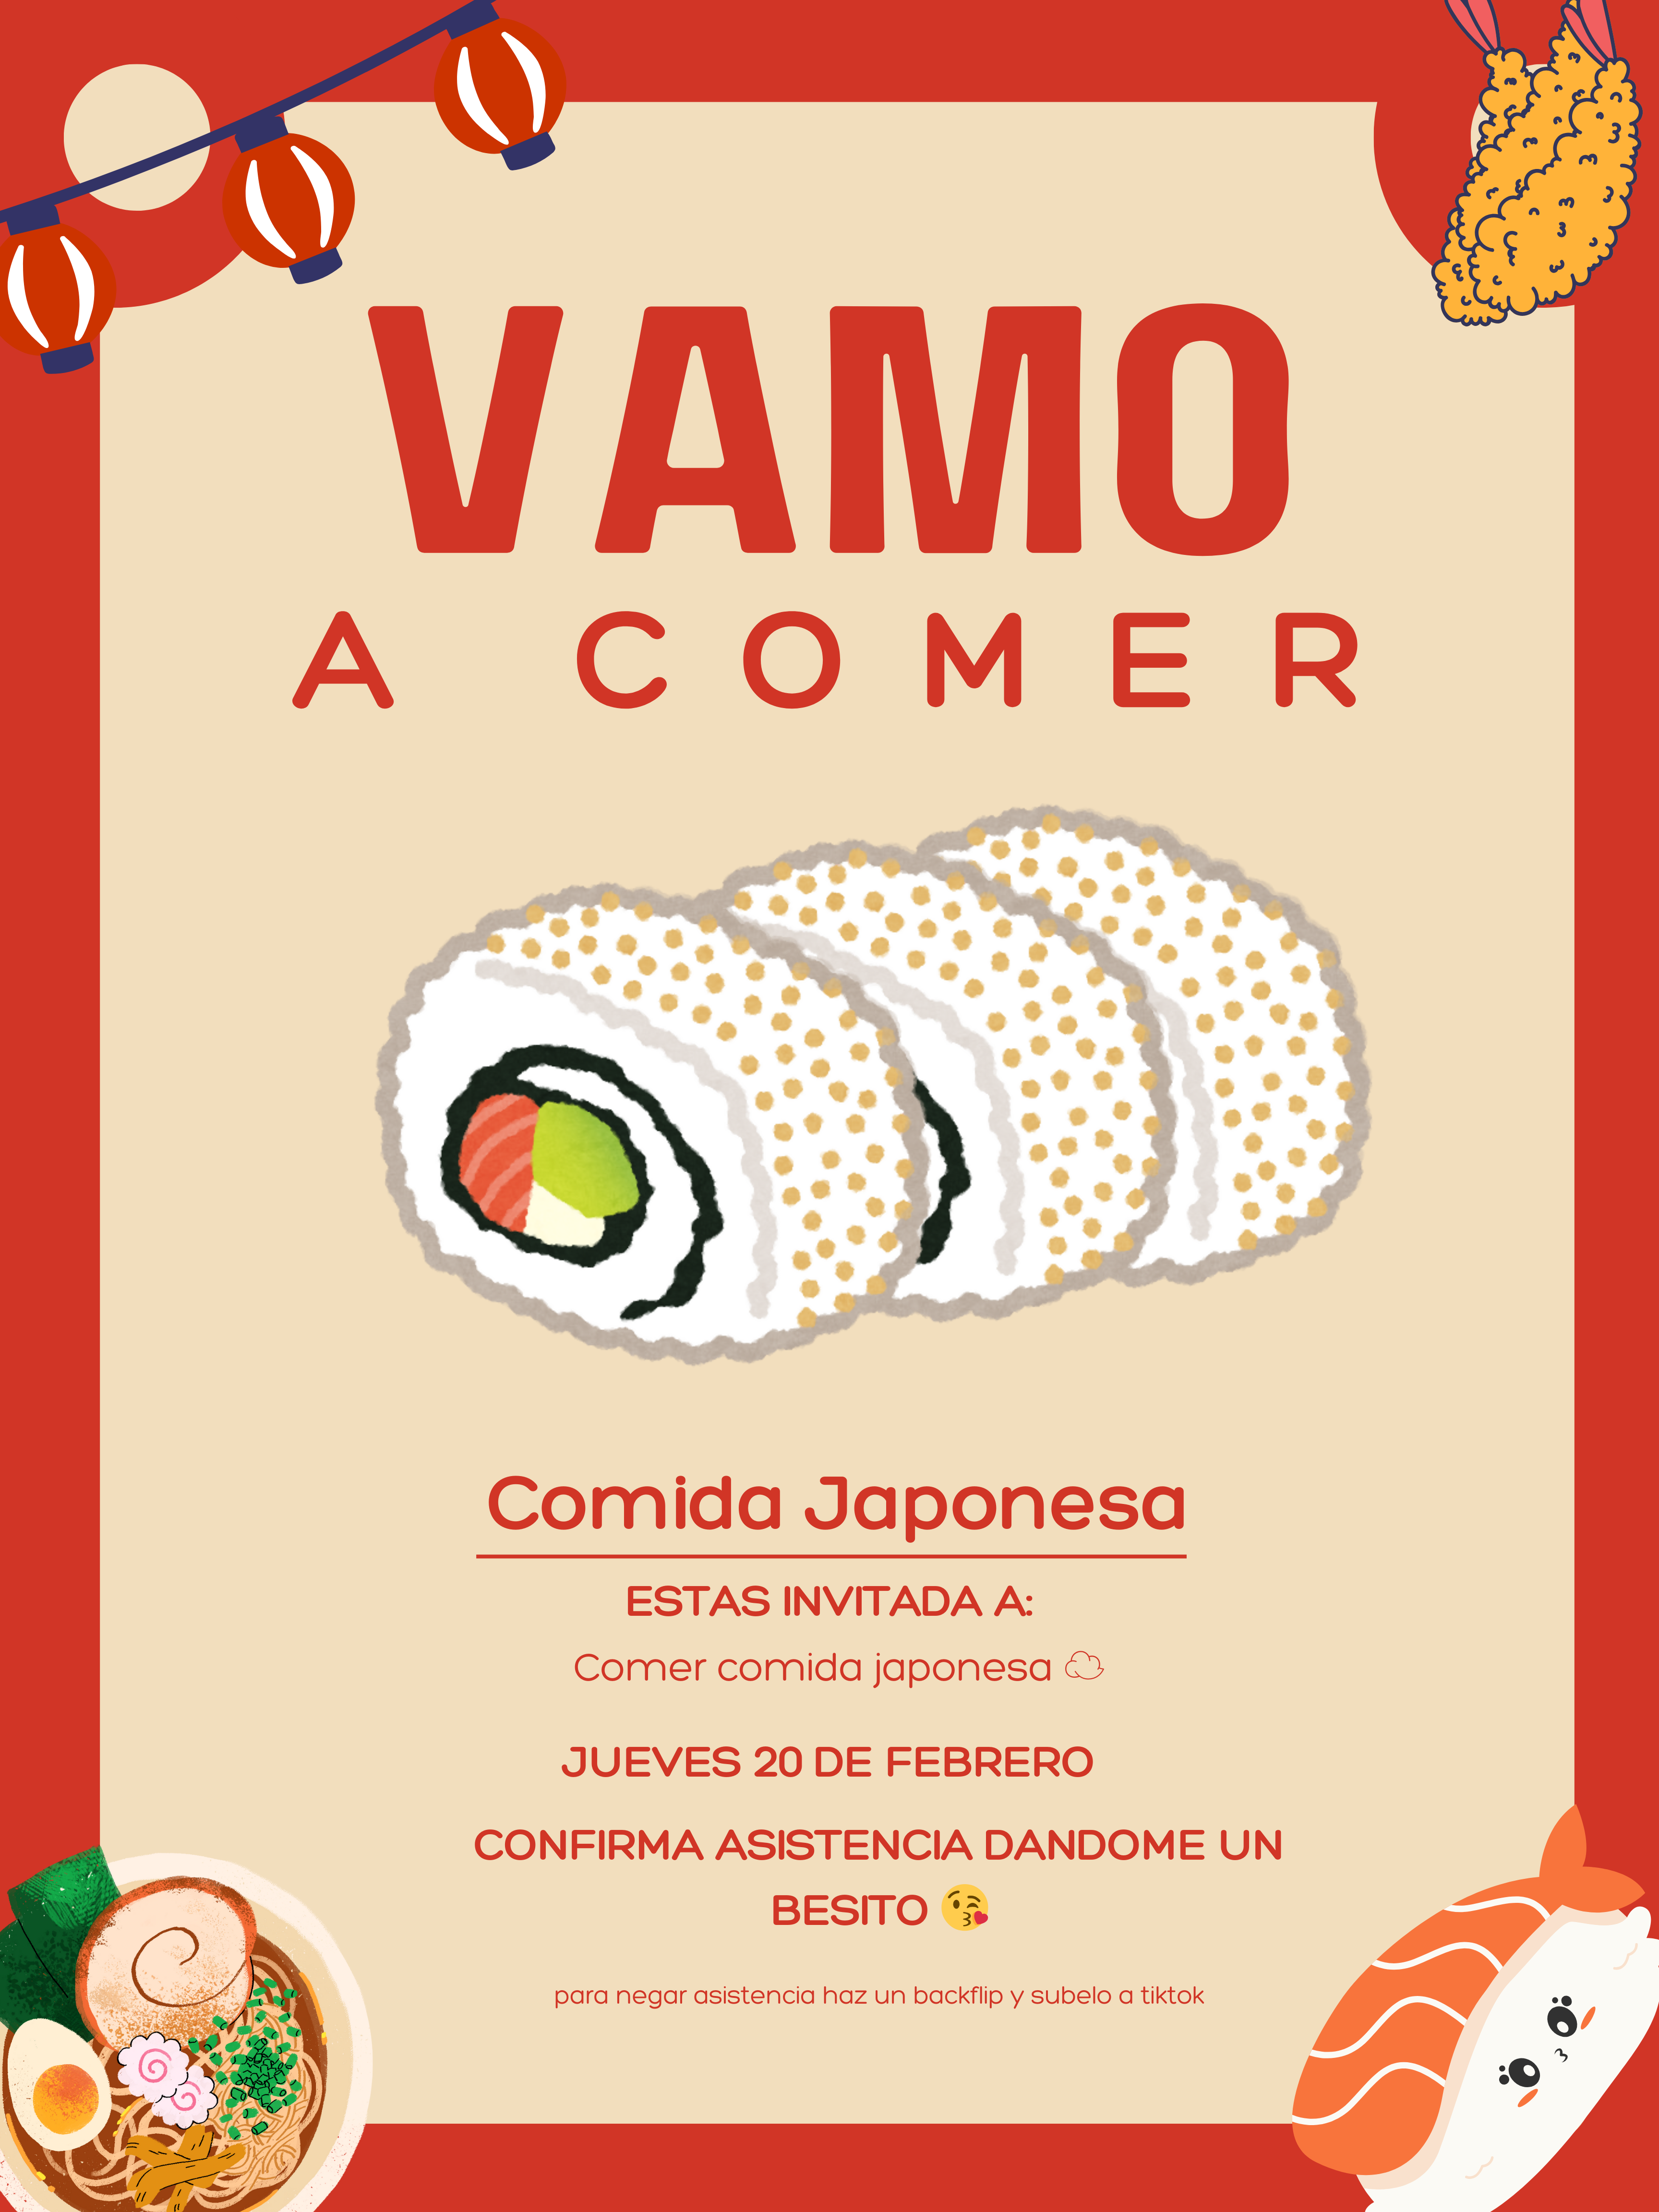 VAMO
A COMER
Comida Japonesa
ESTAS INVITADA A:
Comer comida japonesa
JUEVES 20 DE FEBRERO
CONFIRMA ASISTENCIA DANDOME UN
BESITO 😘
para negar asistencia haz un backflip y subelo a tiktok